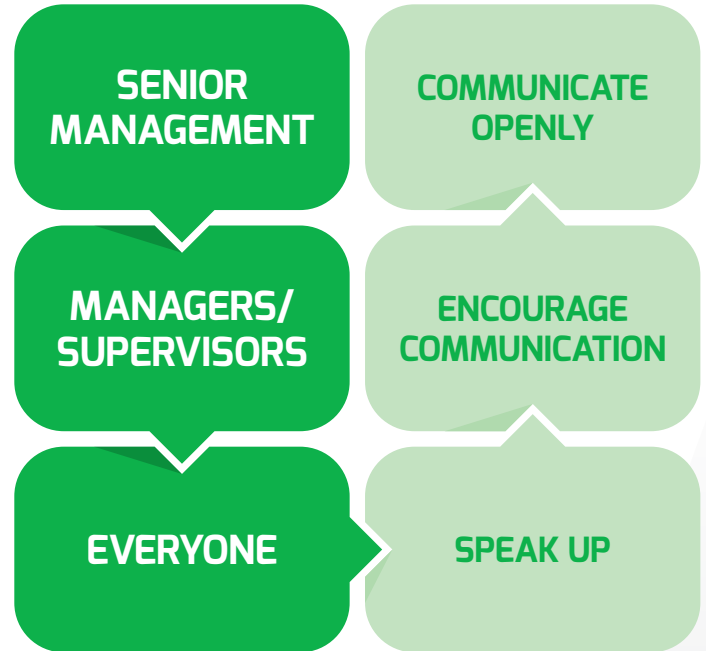 SENIOR
MANAGEMENT
COMMUNICATE
OPENLY
MANAGERS/
SUPERVISORS
ENCOURAGE
COMMUNICATION
EVERYONE
SPEAK UP